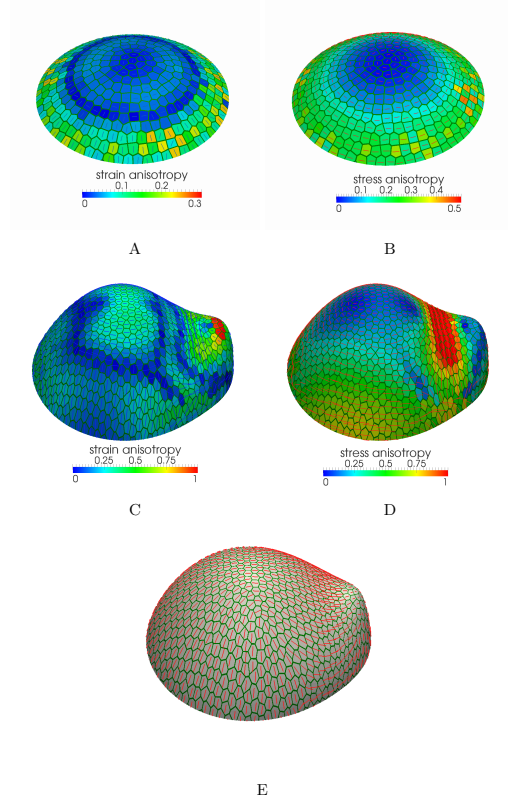 strain anisotropy
0.1 0.2
0 0.3
stress anisotropy
0.1 0.2 0.3 0.4
0 0.5
A B
strain anisotropy
0.25 0.5 0.75
0 1
stress anisotropy
0.25 0.5 0.75
0 1
C D
E